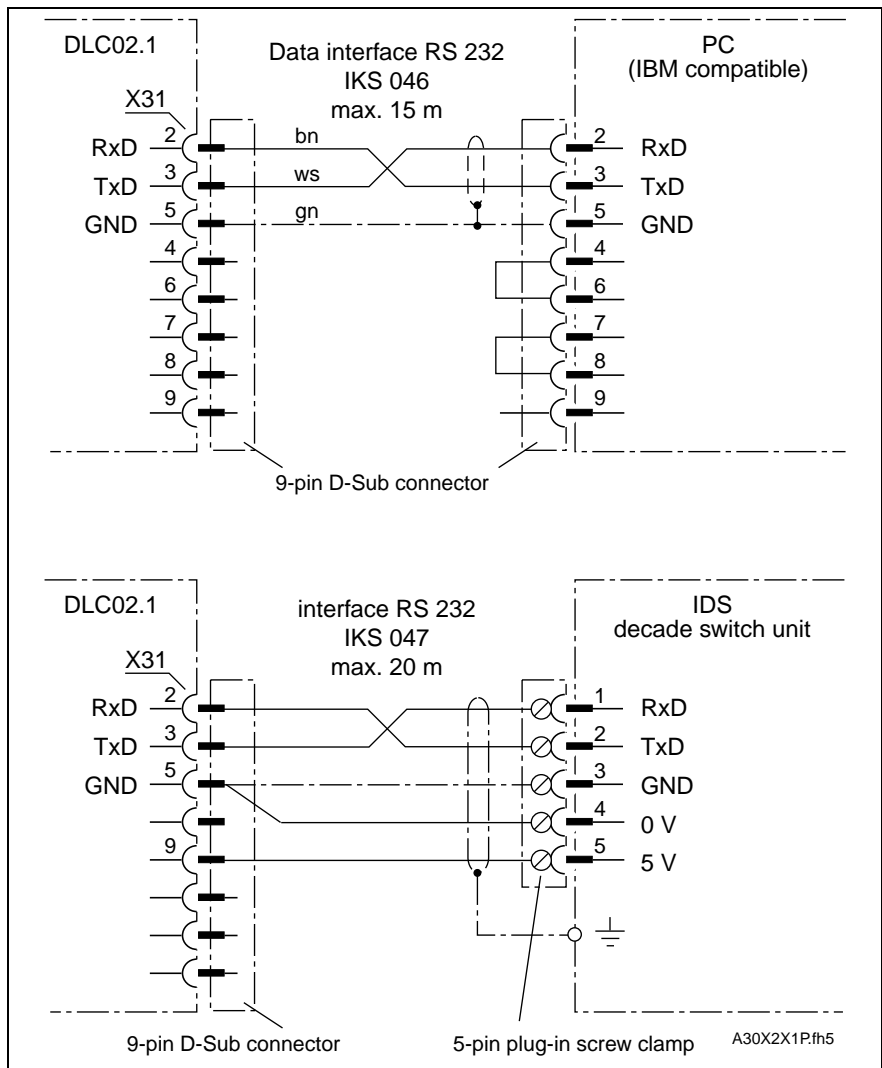 DLC02.1
Data interface RS 232
IKS 046
max. 15 m
PC
(IBM compatible)
X31
RxD 2 bn 2 RxD
TxD 3 ws 3 TxD
GND 5 gn 5 GND
4 4
6 6
7 7
8 8
9 9
9-pin D-Sub connector
DLC02.1
interface RS 232
IKS 047
max. 20 m
IDS
decade switch unit
X31
RxD 2 1 RxD
TxD 3 2 TxD
GND 5 3 GND
4 0 V
9 5 5 V
9-pin D-Sub connector
5-pin plug-in screw clamp
A30X2X1P.fh5